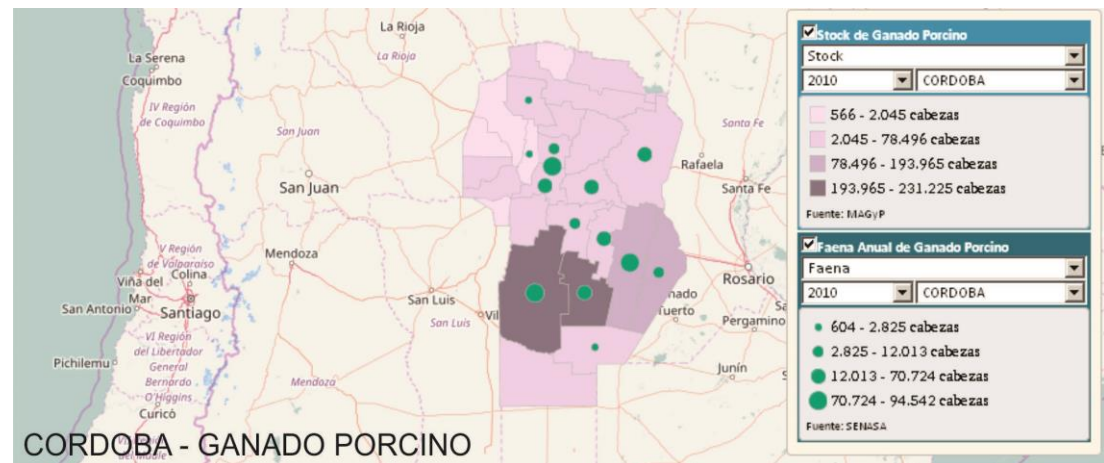 La Rioja
La Rioja
La Serena
Coquimbo
IV Región
de Coquimbo
San Juan
San Juan
Santa Fe
Rafaela
Santa Fe
V Región
de Valparaíso
Viña del
Mar
Colina
San Antonio
Santiago
Mendoza
San Luis
San Luis
Vil
Rosario
nado
Tuerto
Pergamino
VI Región
del Libertador
General
Bernardo
O'Higgins
Pichilemu
Mendoza
Junín
Curicó
CORDOBA - GANADO PORCINO
Stock de Ganado Porcino
Stock
2010 CORDOBA
566 - 2.045 cabezas
2.045 - 78.496 cabezas
78.496 - 193.965 cabezas
193.965 - 231.225 cabezas
Fuente: MAGyP
Faena Anual de Ganado Porcino
Faena
2010 CORDOBA
604 - 2.825 cabezas
2.825 - 12.013 cabezas
12.013 - 70.724 cabezas
70.724 - 94.542 cabezas
Fuente: SENASA